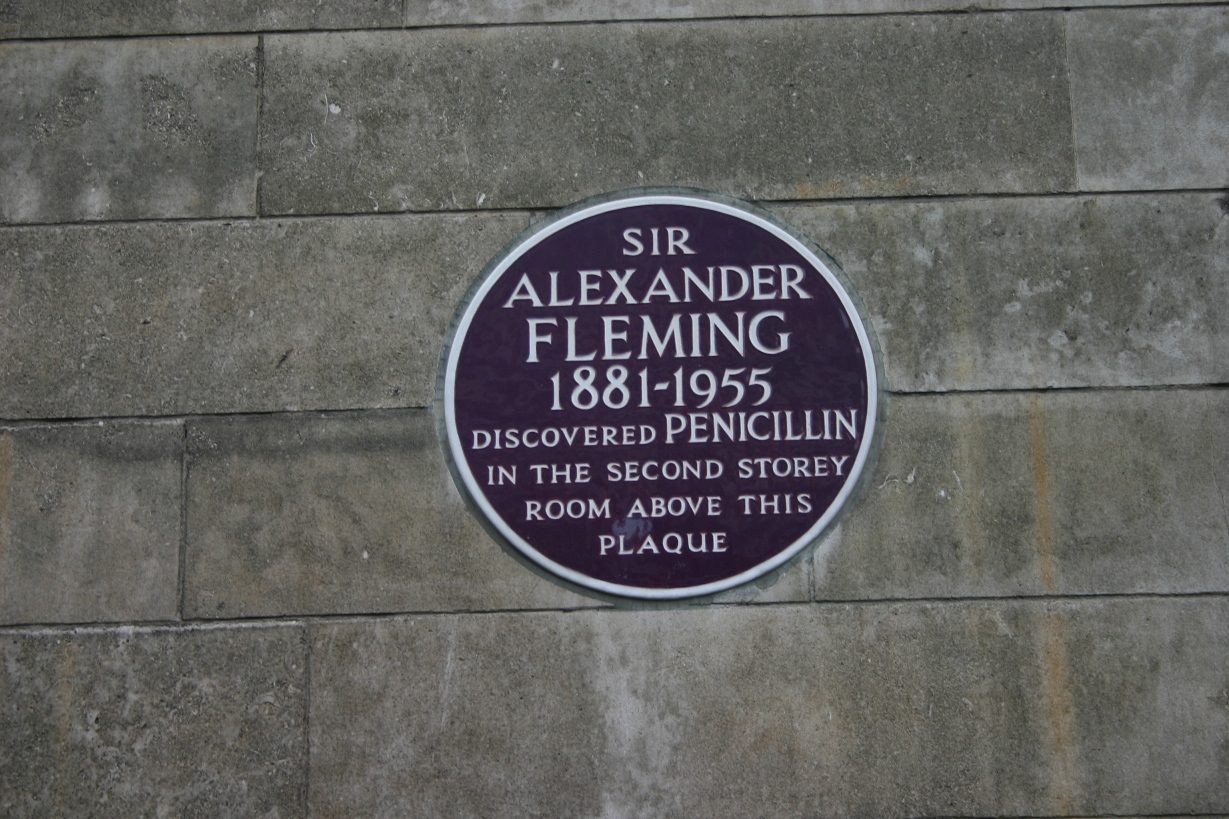 SIR
ALEXANDER
FLEMING
1881-1955
DISCOVERED PENICILLIN
IN THE SECOND STOREY
ROOM ABOVE THIS
PLAQUE